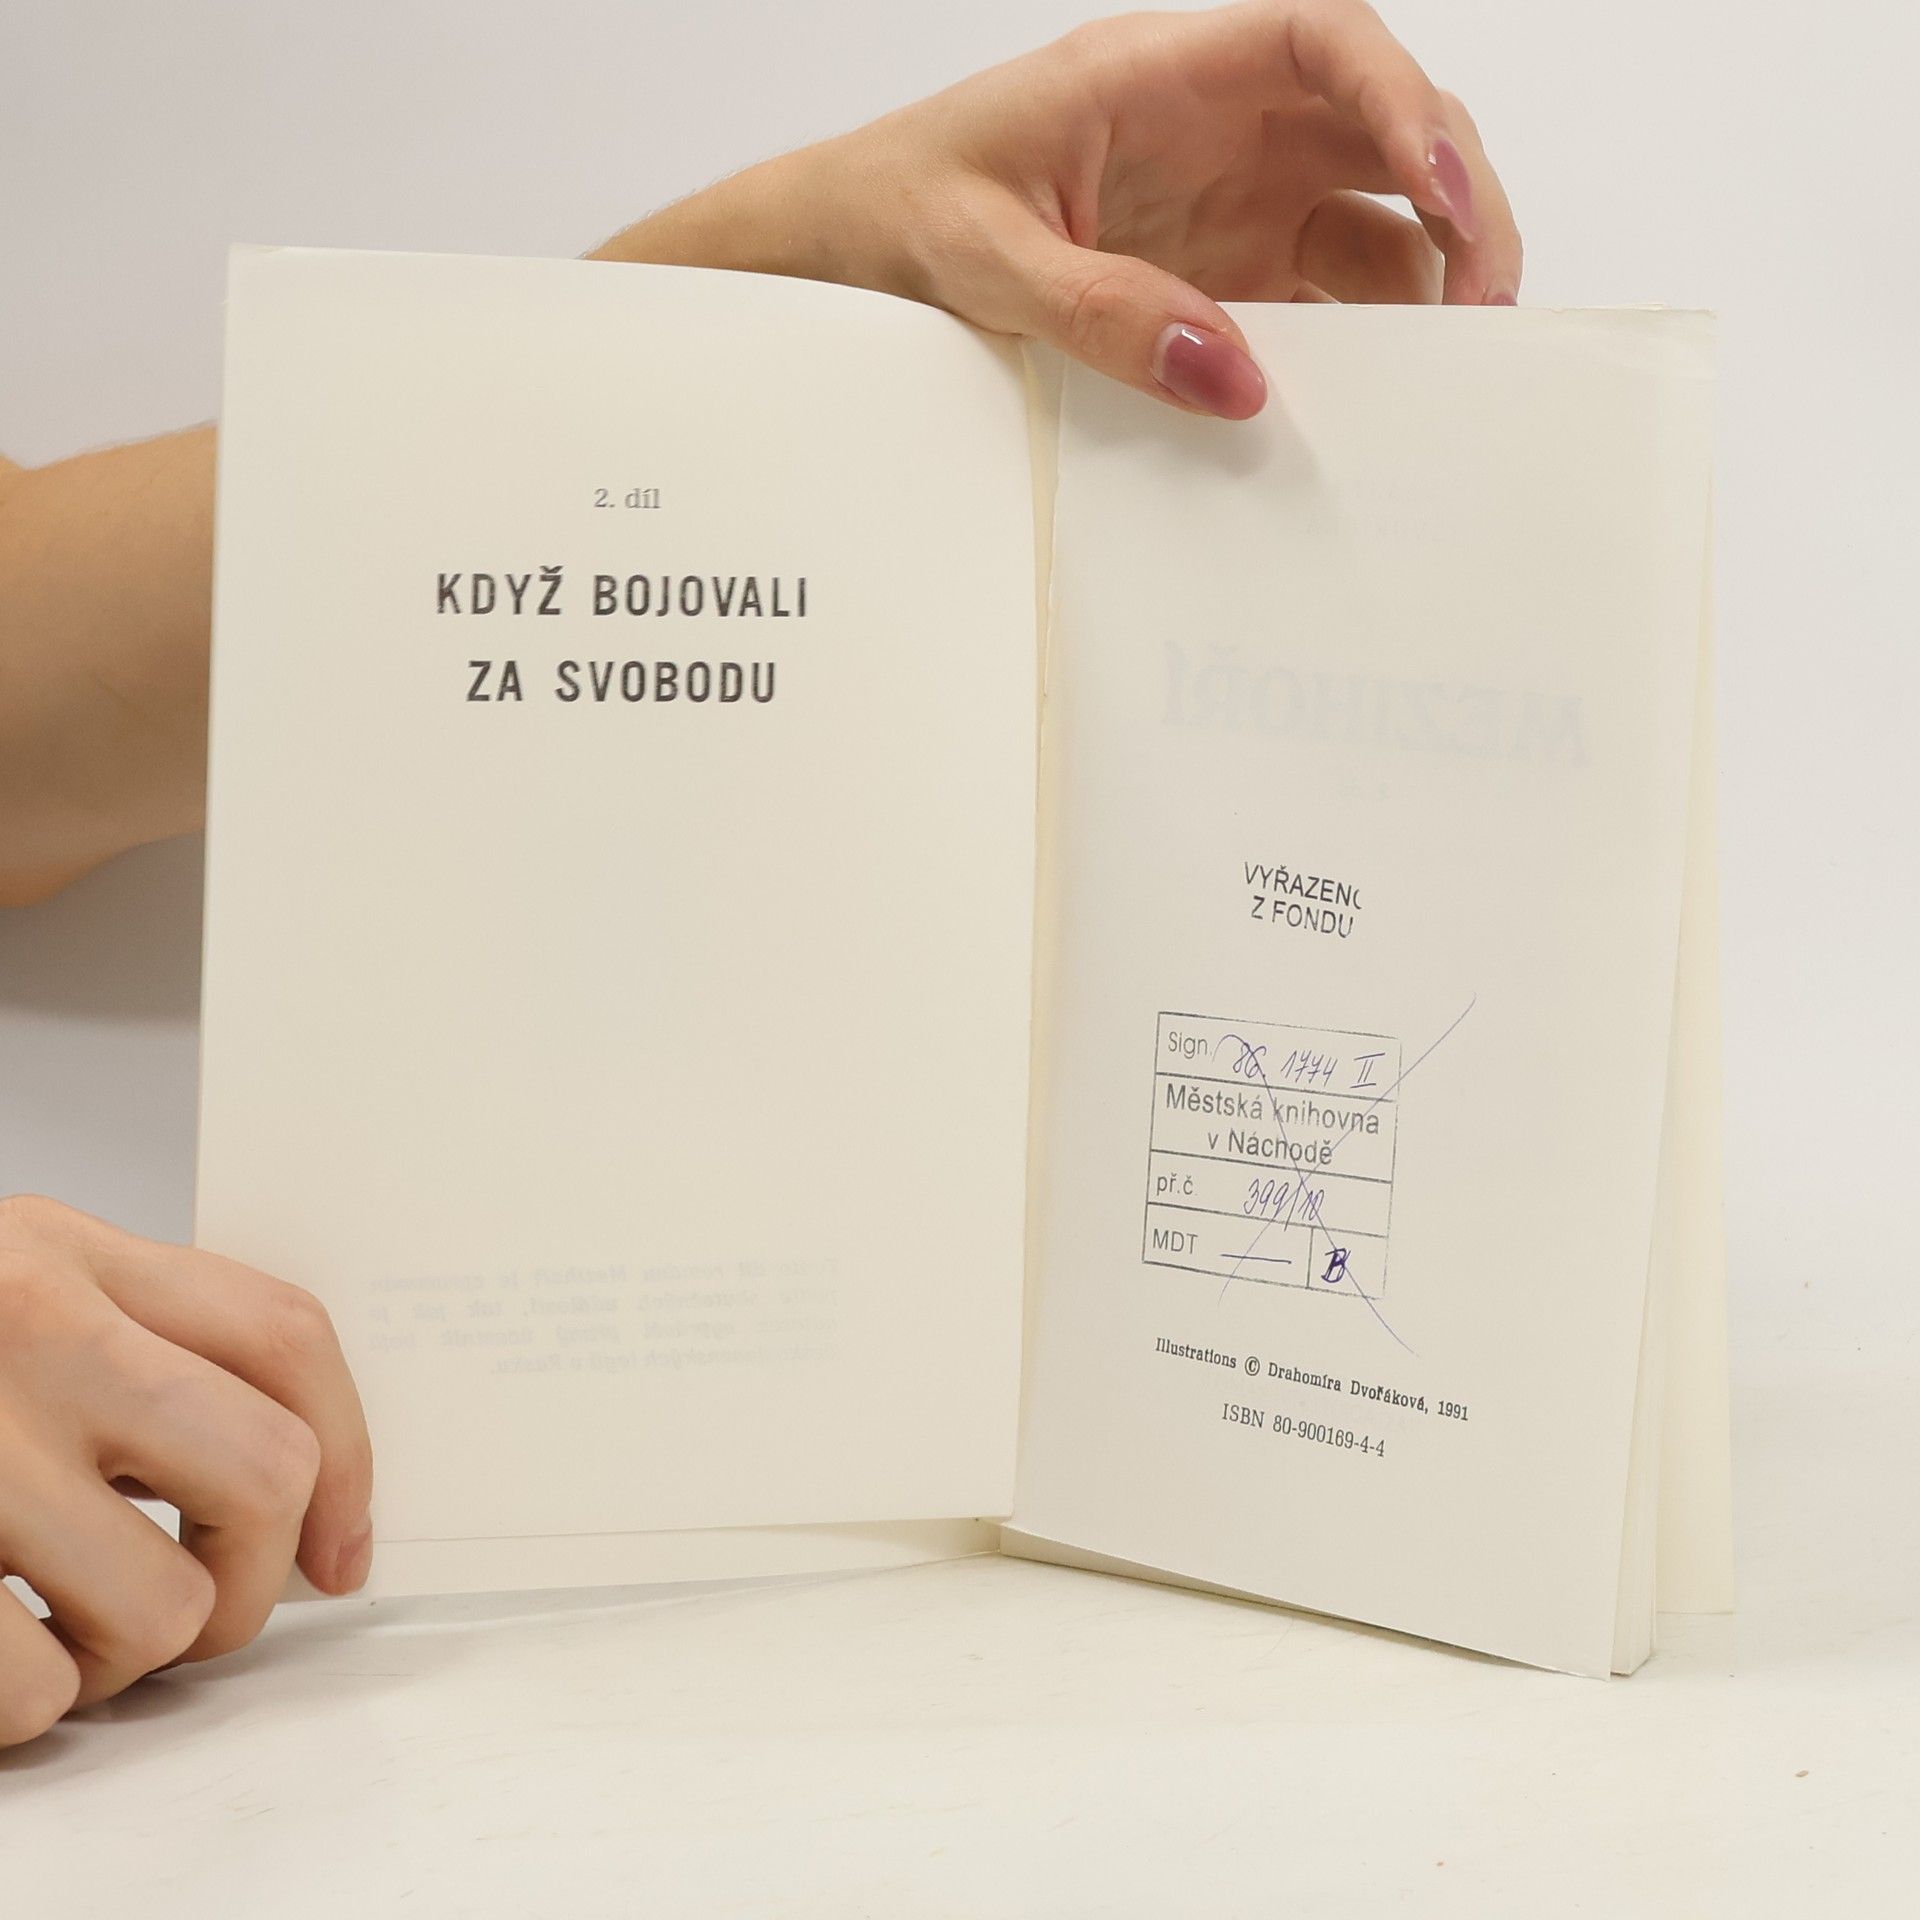 2. díl
KDYŽ BOJOVALI
ZA SVOBODU
MEZIHOŘÍ
VYŘAZENO
Z FONDU
Sign. 86. 1774 II
Městská knihovna
v Náchodě
př.č. 399/10
MDT — B
Illustrations © Drahomíra Dvořáková, 1991
ISBN 80-900169-4-4